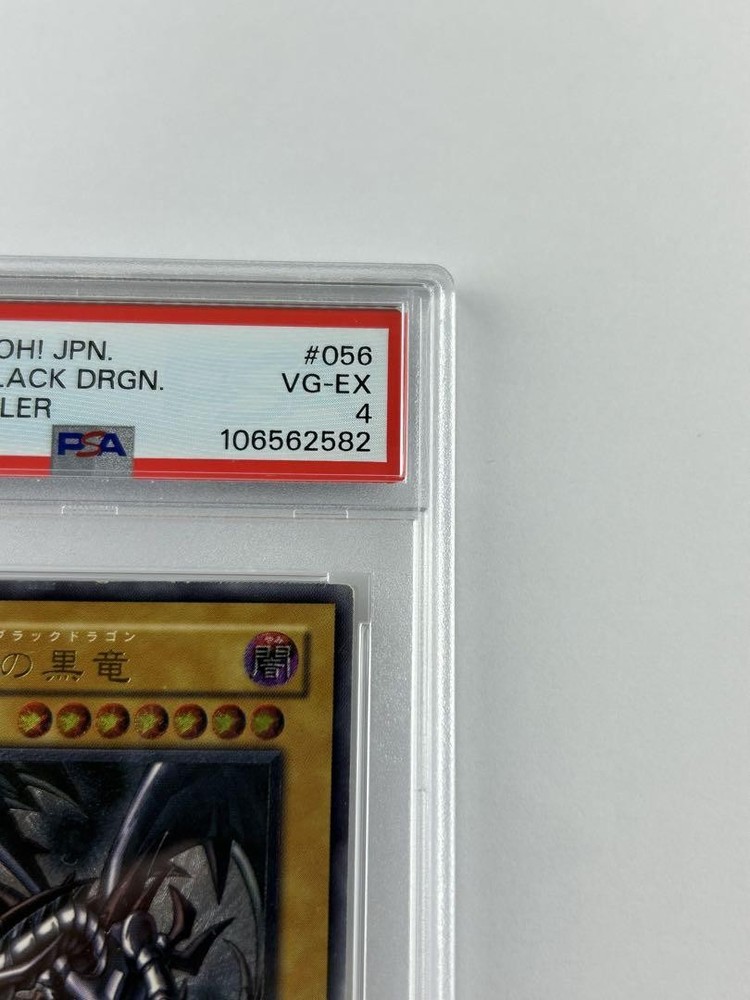 OH! JPN. #056
LACK DRGN. VG-EX
LER 4
PSA 106562582
ブラックドラゴン
の黒竜
やみ
闇